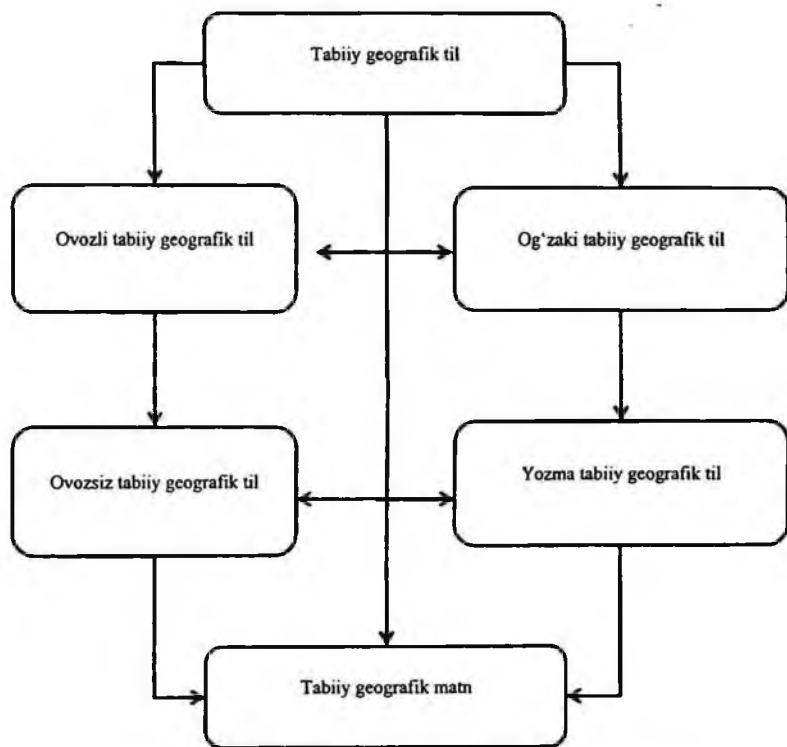 Tabiiy geografik til
Ovozli tabiiy geografik til
Og‘zaki tabiiy geografik til
Ovozsiz tabiiy geografik til
Yozma tabiiy geografik til
Tabiiy geografik matn